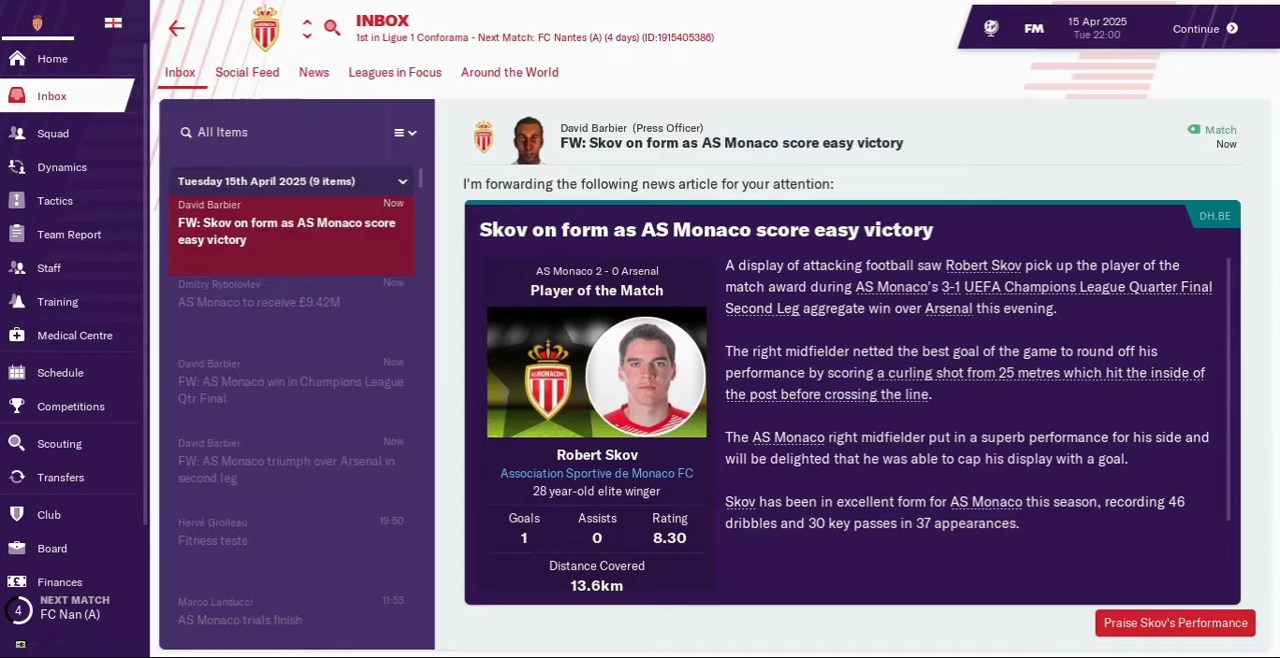 INBOX
1st in Ligue 1 Conforama - Next Match: FC Nantes (A) (4 days) (ID:1915405386)
FM
15 Apr 2025
Tue 22:00
Continue
Home
Inbox
Squad
Dynamics
Tactics
Team Report
Staff
Training
Medical Centre
Schedule
Competitions
Scouting
Transfers
Club
Board
Finances
NEXT MATCH
4 FC Nan (A)
Inbox Social Feed News Leagues in Focus Around the World
All Items
Tuesday 15th April 2025 (9 items)
David Barbier Now
FW: Skov on form as AS Monaco score
easy victory
Dmitry Rybolovlev Now
AS Monaco to receive £9.42M
David Barbier Now
FW: AS Monaco win in Champions League
Qtr Final
David Barbier Now
FW: AS Monaco triumph over Arsenal in
second leg
Hervé Grolleau 19:50
Fitness tests
Marco Landucci 11:53
AS Monaco trials finish
David Barbier (Press Officer)
FW: Skov on form as AS Monaco score easy victory
Match
Now
I'm forwarding the following news article for your attention:
DH.BE
Skov on form as AS Monaco score easy victory
AS Monaco 2 - 0 Arsenal
Player of the Match
Robert Skov
Association Sportive de Monaco FC
28 year-old elite winger
Goals Assists Rating
1 0 8.30
Distance Covered
13.6km
A display of attacking football saw Robert Skov pick up the player of the
match award during AS Monaco's 3-1 UEFA Champions League Quarter Final
Second Leg aggregate win over Arsenal this evening.
The right midfielder netted the best goal of the game to round off his
performance by scoring a curling shot from 25 metres which hit the inside of
the post before crossing the line.
The AS Monaco right midfielder put in a superb performance for his side and
will be delighted that he was able to cap his display with a goal.
Skov has been in excellent form for AS Monaco this season, recording 46
dribbles and 30 key passes in 37 appearances.
Praise Skov's Performance